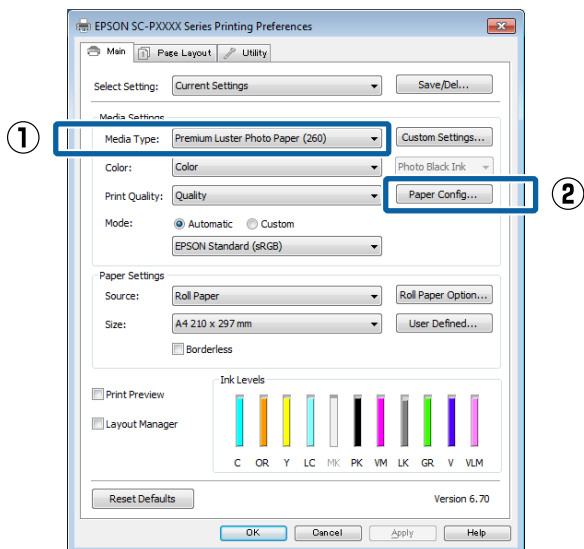 EPSON SC-PXXXX Series Printing Preferences
Main Page Layout Utility
Select Setting: Current Settings Save/Del...
Media Settings
① Media Type: Premium Luster Photo Paper (260) Custom Settings...
Color: Color Photo Black Ink
Print Quality: Quality Paper Config... ②
Mode: Automatic Custom
EPSON Standard (sRGB)
Paper Settings
Source: Roll Paper Roll Paper Option...
Size: A4 210 x 297 mm User Defined...
Borderless
Ink Levels
Print Preview
Layout Manager
C OR Y LC MK PK VM LK GR V VLM
Reset Defaults Version 6.70
OK Cancel Apply Help